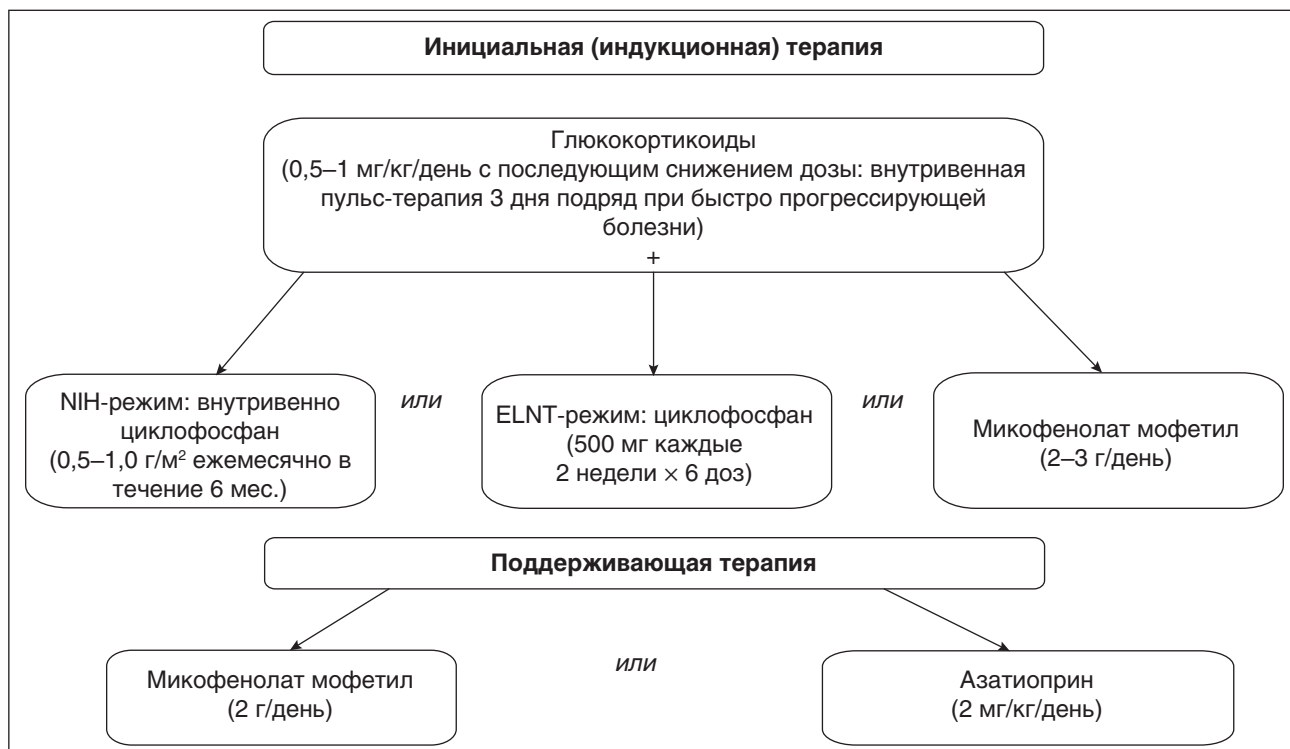 Инициальная (индукционная) терапия
Глюкокортикоиды
(0,5–1 мг/кг/день с последующим снижением дозы: внутривенная
пульс-терапия 3 дня подряд при быстро прогрессирующей
болезни)
+
NIH-режим: внутривенно
циклофосфан
(0,5–1,0 г/м² ежемесячно в
течение 6 мес.)
или
ELNT-режим: циклофосфан
(500 мг каждые
2 недели × 6 доз)
или
Микофенолат мофетил
(2–3 г/день)
Поддерживающая терапия
Микофенолат мофетил
(2 г/день)
или
Азатиоприн
(2 мг/кг/день)